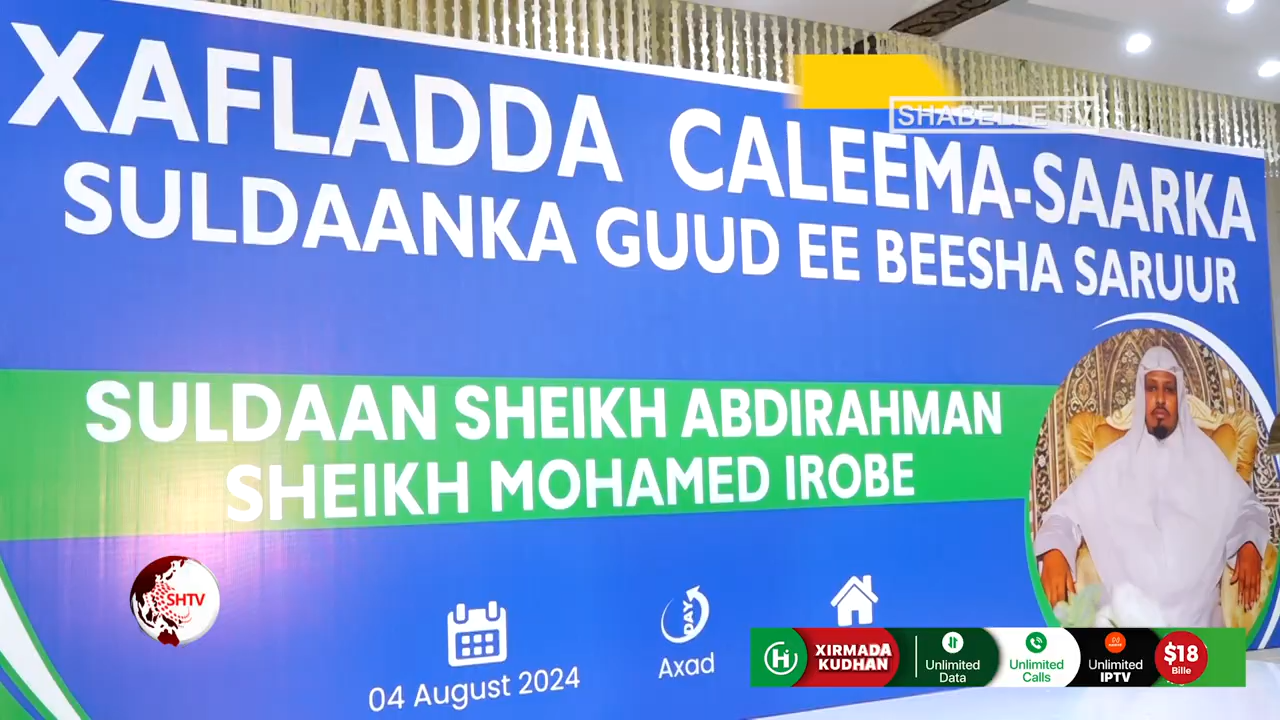 XAFLADDA CALEEMA-SAARKA
SHABELLE TV
SULDAANKA GUUD EE BEESHA SARUUR
SULDAAN SHEIKH ABDIRAHMAN
SHEIKH MOHAMED IROBE
SHTV
DAY
04 August 2024
Axad
H
XIRMADA
KUDHAN
Unlimited
Data
Unlimited
Calls
Unlimited
IPTV
$18
Bille